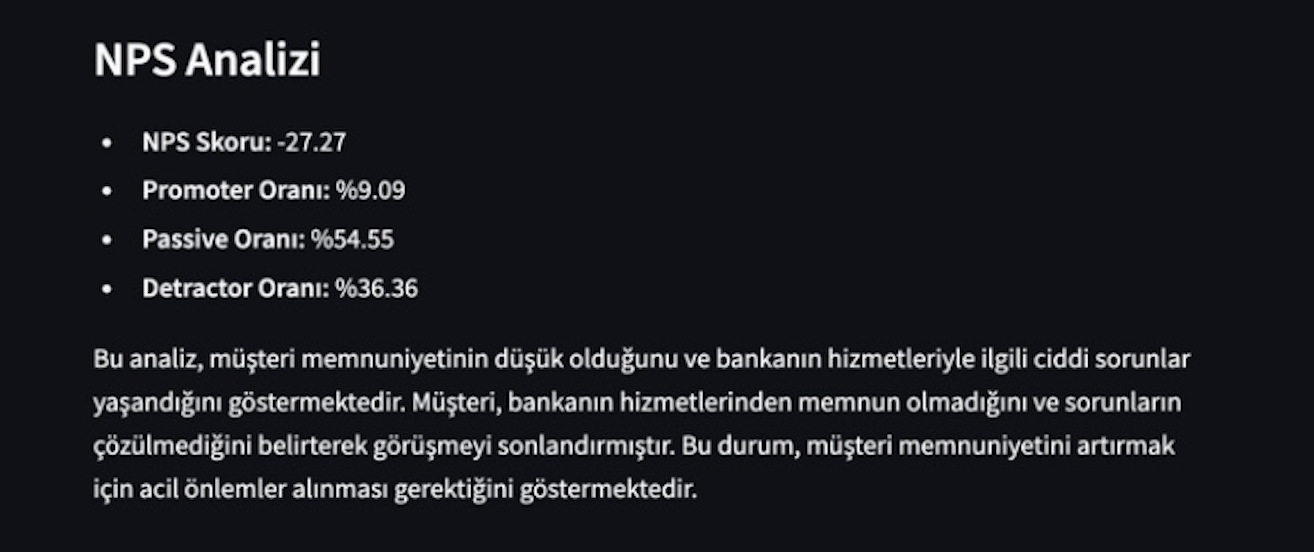 NPS Analizi
• NPS Skoru: -27.27
• Promoter Oranı: %9.09
• Passive Oranı: %54.55
• Detractor Oranı: %36.36
Bu analiz, müşteri memnuniyetinin düşük olduğunu ve bankanın hizmetleriyle ilgili ciddi sorunlar
yaşandığını göstermektedir. Müşteri, bankanın hizmetlerinden memnun olmadığını ve sorunların
çözülmediğini belirterek görüşmeyi sonlandırmıştır. Bu durum, müşteri memnuniyetini artırmak
için acil önlemler alınması gerektiğini göstermektedir.